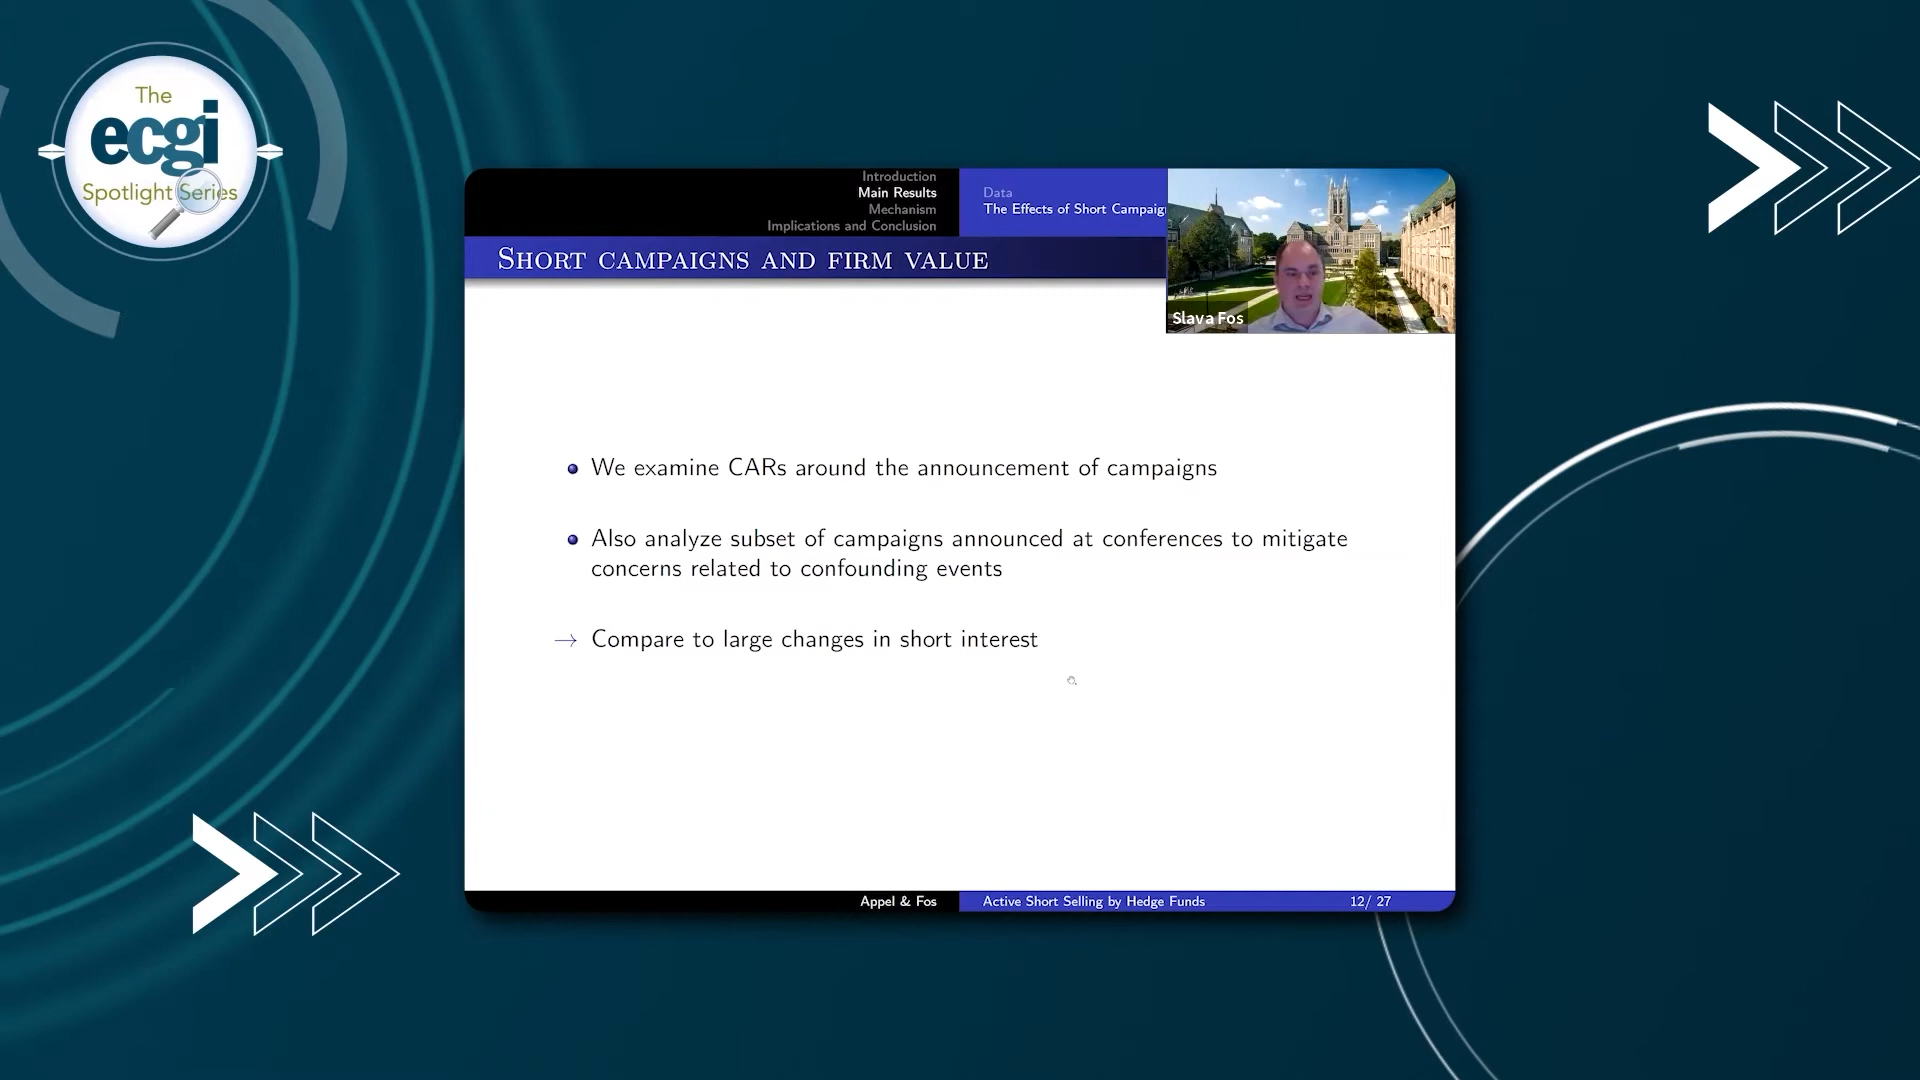 The
ecgi
Spotlight Series
Introduction
Main Results
Mechanism
Implications and Conclusion
Data
The Effects of Short Campaig
Short campaigns and firm value
Slava Fos
We examine CARs around the announcement of campaigns
Also analyze subset of campaigns announced at conferences to mitigate
concerns related to confounding events
→ Compare to large changes in short interest
Appel & Fos
Active Short Selling by Hedge Funds
12/ 27